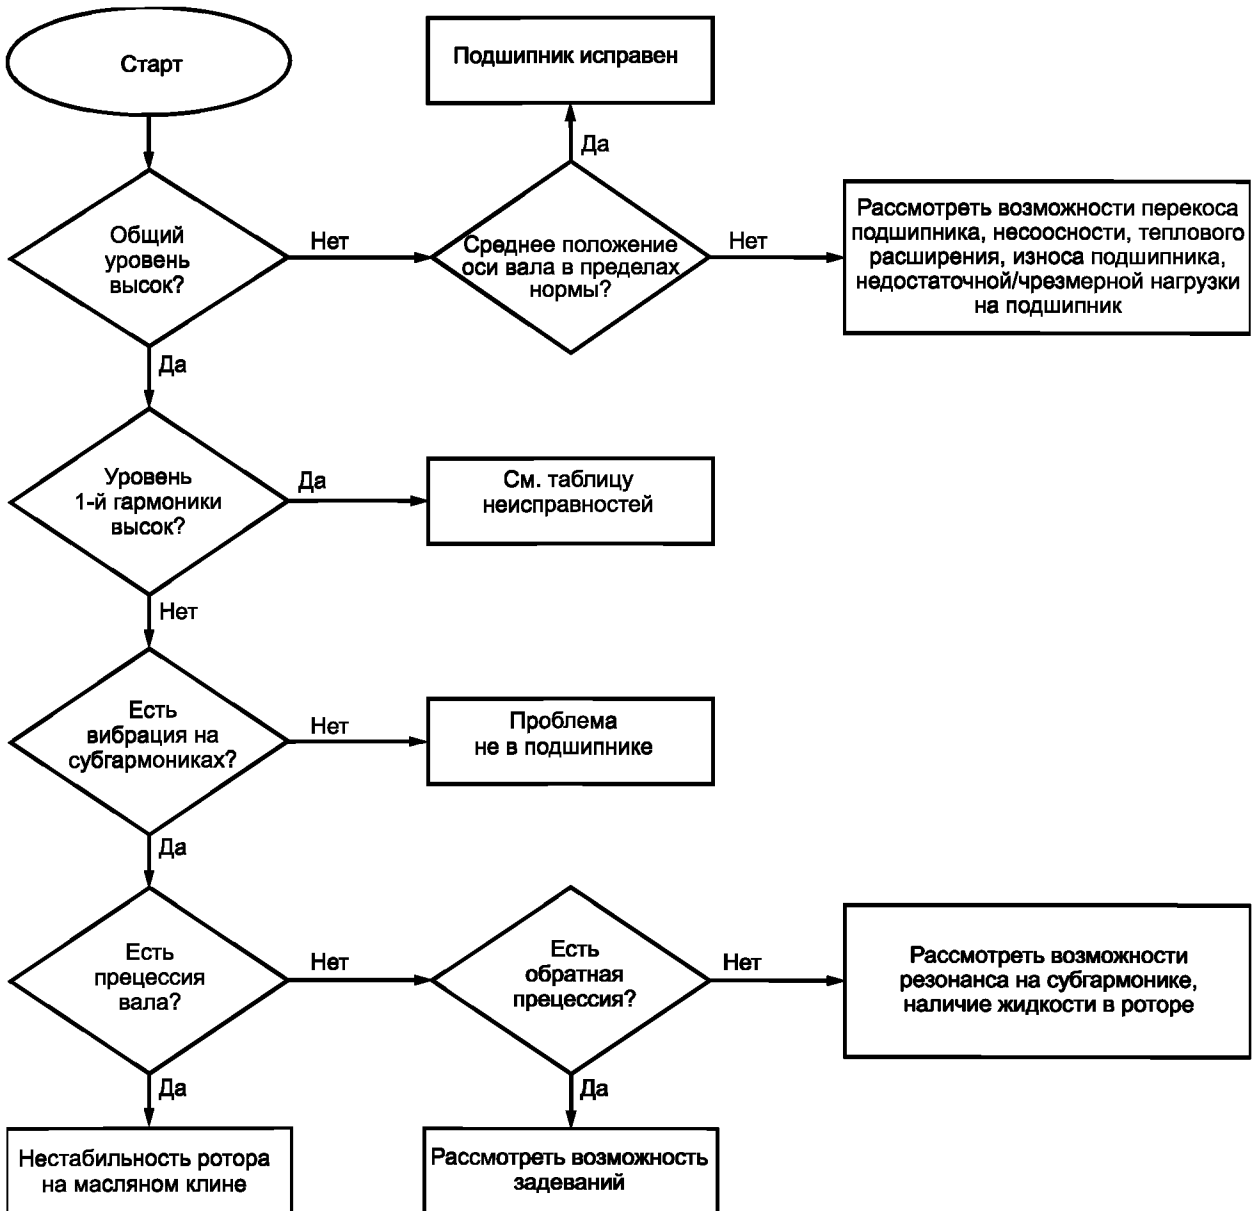 Старт
Подшипник исправен
Да
Общий
уровень
высок?
Нет
Среднее положение
оси вала в пределах
нормы?
Нет
Рассмотреть возможности перекоса
подшипника, несоосности, теплового
расширения, износа подшипника,
недостаточной/чрезмерной нагрузки
на подшипник
Да
Уровень
1-й гармоники
высок?
Да
См. таблицу
неисправностей
Нет
Есть
вибрация на
субгармониках?
Нет
Проблема
не в подшипнике
Да
Есть
прецессия
вала?
Нет
Есть
обратная
прецессия?
Нет
Рассмотреть возможности
резонанса на субгармонике,
наличие жидкости в роторе
Да
Да
Нестабильность ротора
на масляном клине
Рассмотреть возможность
задеваний